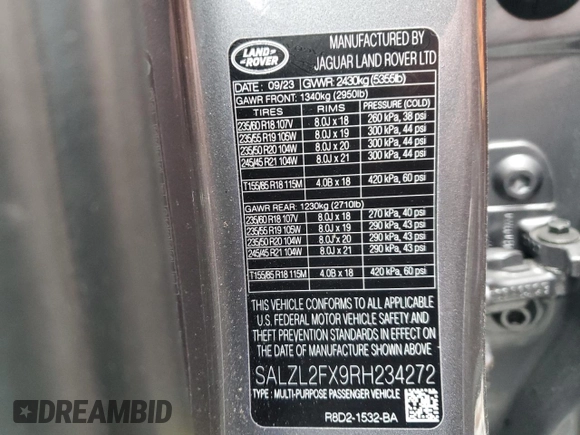 LAND-
-ROVER
MANUFACTURED BY
JAGUAR LAND ROVER LTD
DATE : 09/23 GVWR: 2430kg (5355lb)
GAWR FRONT: 1340kg (2950lb)
TIRES RIMS PRESSURE (COLD)
235/60 R18 107V 8.0J x 18 260 kPa, 38 psi
235/55 R19 105W 8.0J x 19 300 kPa, 44 psi
235/50 R20 104W 8.0J x 20 300 kPa, 44 psi
245/45 R21 104W 8.0J x 21 300 kPa, 44 psi
T155/85 R18 115M 4.0B x 18 420 kPa, 60 psi
GAWR REAR: 1230kg (2710lb)
235/60 R18 107V 8.0J x 18 270 kPa, 40 psi
235/55 R19 105W 8.0J x 19 290 kPa, 43 psi
235/50 R20 104W 8.0J x 20 290 kPa, 43 psi
245/45 R21 104W 8.0J x 21 290 kPa, 43 psi
T155/85 R18 115M 4.0B x 18 420 kPa, 60 psi
THIS VEHICLE CONFORMS TO ALL APPLICABLE
U.S. FEDERAL MOTOR VEHICLE SAFETY AND
THEFT PREVENTION STANDARDS IN EFFECT ON
THE DATE OF MANUFACTURE SHOWN ABOVE.
SALZL2FX9RH234272
TYPE : MULTI-PURPOSE PASSENGER VEHICLE
R8D2-1532-BA
DREAMBID